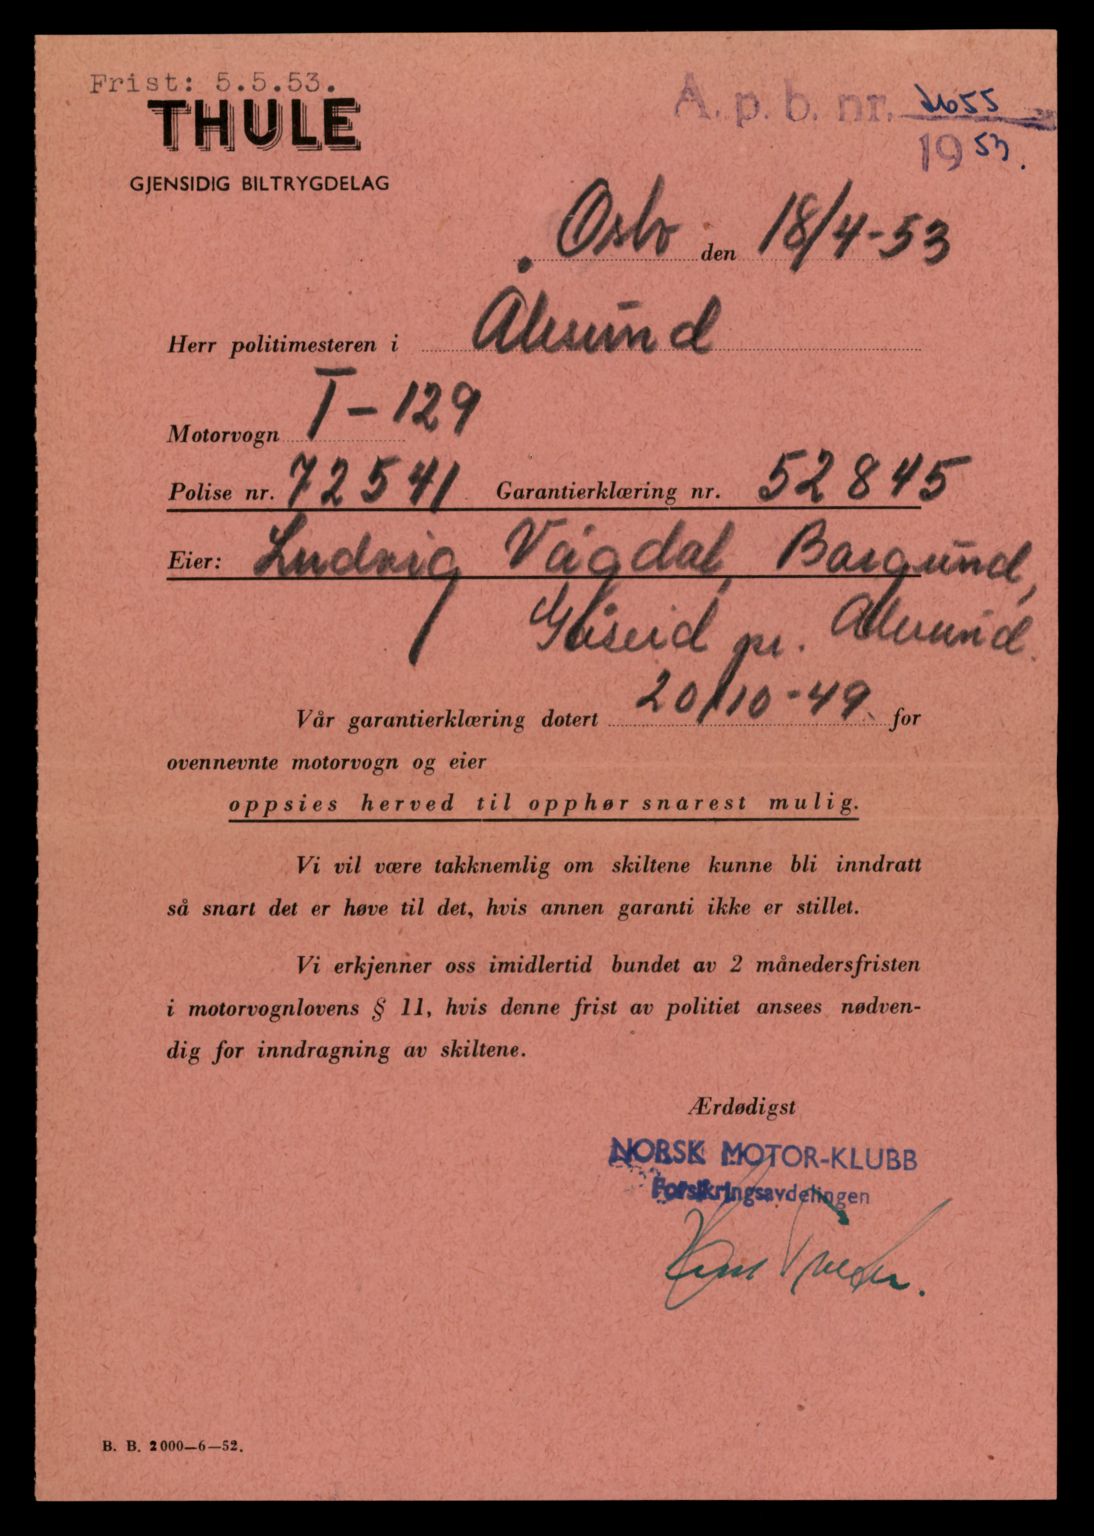 Frist: 5.5.53.
THULE
GJENSIDIG BILTRYGDELAG
A.p.b. nr. 2655
1953.
Oslo den 18/4-53
Herr politimesteren i Ålesund
Motorvogn T-129
Polise nr. 72541 Garantierklæring nr. 52845
Eier: Ludvig Vågdal, Borgund,
Gåseid pr. Ålesund.
Vår garantierklæring dotert 20/10-49 for
ovennevnte motorvogn og eier
oppsies herved til opphør snarest mulig.
Vi vil være takknemlig om skiltene kunne bli inndratt
så snart det er høve til det, hvis annen garanti ikke er stillet.
Vi erkjenner oss imidlertid bundet av 2 månedersfristen
i motorvognlovens § 11, hvis denne frist av politiet ansees nødven-
dig for inndragning av skiltene.
Ærdødigst
NORSK MOTOR-KLUBB
Forsikringsavdelingen
B. B. 2000-6-52.